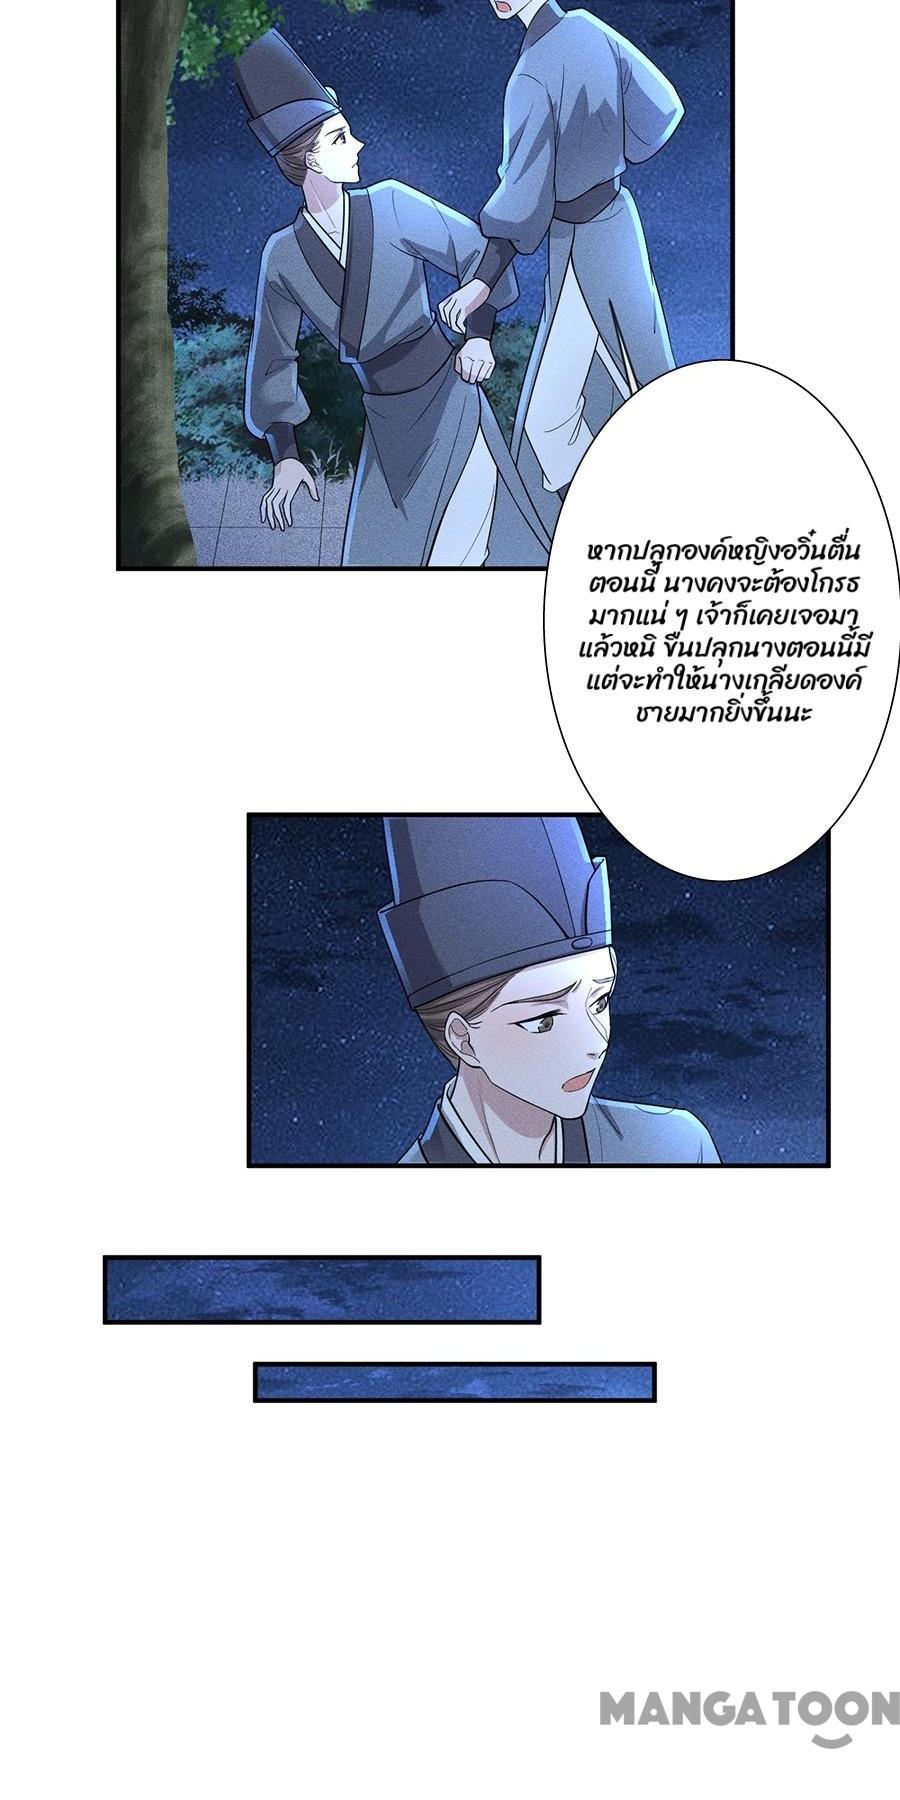 หากปลุกองค์หญิงอวิ๋นตื่น
ตอนนี้ นางคงจะต้องโกรธ
มากแน่ ๆ เจ้าก็เคยเจอมา
แล้วหนิ ขืนปลุกนางตอนนี้มี
แต่จะทำให้นางเกลียดองค์
ชายมากยิ่งขึ้นนะ
MANGATOON